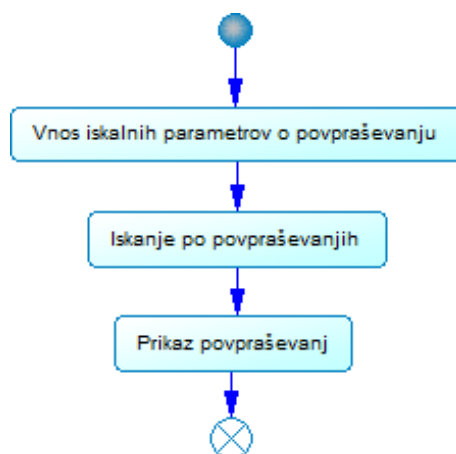 Vnos iskalnih parametrov o povpraševanju
Iskanje po povpraševanjih
Prikaz povpraševanj